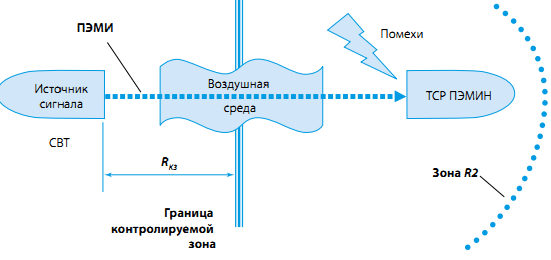 ПЭМИ
Помехи
Источник
сигнала
Воздушная
среда
ТСР ПЭМИН
СВТ
Rкз
Зона R2
Граница
контролируемой
зона